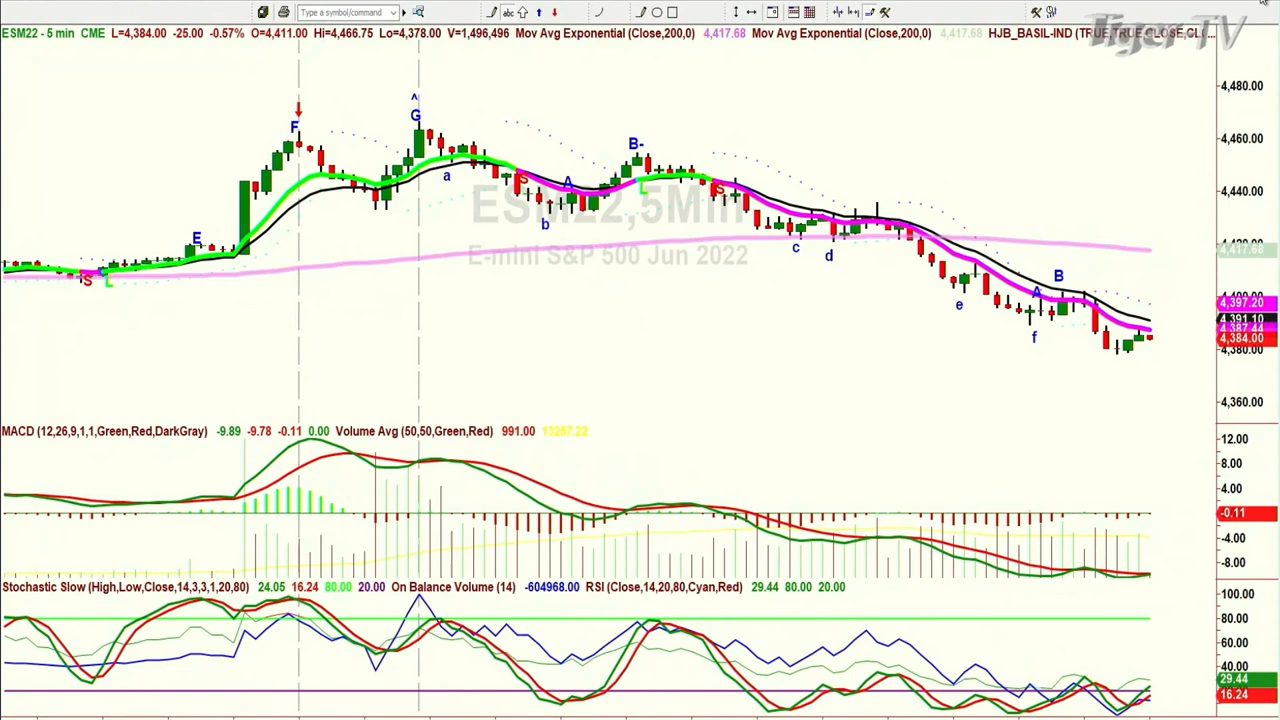 Type a symbol/command
abc
Tiger TV
ESM22 - 5 min CME L=4,384.00 -25.00 -0.57% O=4,411.00 Hi=4,466.75 Lo=4,378.00 V=1,496,496 Mov Avg Exponential (Close,200,0) 4,417.68 Mov Avg Exponential (Close,200,0) 4,417.68 HJB_BASIL-IND (TRUE,TRUE,CLOSE,CL(...
4,480.00
^
G
F
4,460.00
B-
a
S
A
L
S
4,440.00
ESM22,5Min
b
E
c
d
E-mini S&P 500 Jun 2022
4,417.68
S
L
B
A
e
4,397.20
4,391.10
4,387.44
f
4,384.00
4,380.00
4,360.00
MACD (12,26,9,1,1,Green,Red,DarkGray) -9.89 -9.78 -0.11 0.00 Volume Avg (50,50,Green,Red) 991.00 13257.22
12.00
8.00
4.00
-0.11
-4.00
-8.00
Stochastic Slow (High,Low,Close,14,3,3,1,20,80) 24.05 16.24 80.00 20.00 On Balance Volume (14) -604968.00 RSI (Close,14,20,80,Cyan,Red) 29.44 80.00 20.00
100.00
80.00
60.00
40.00
29.44
16.24